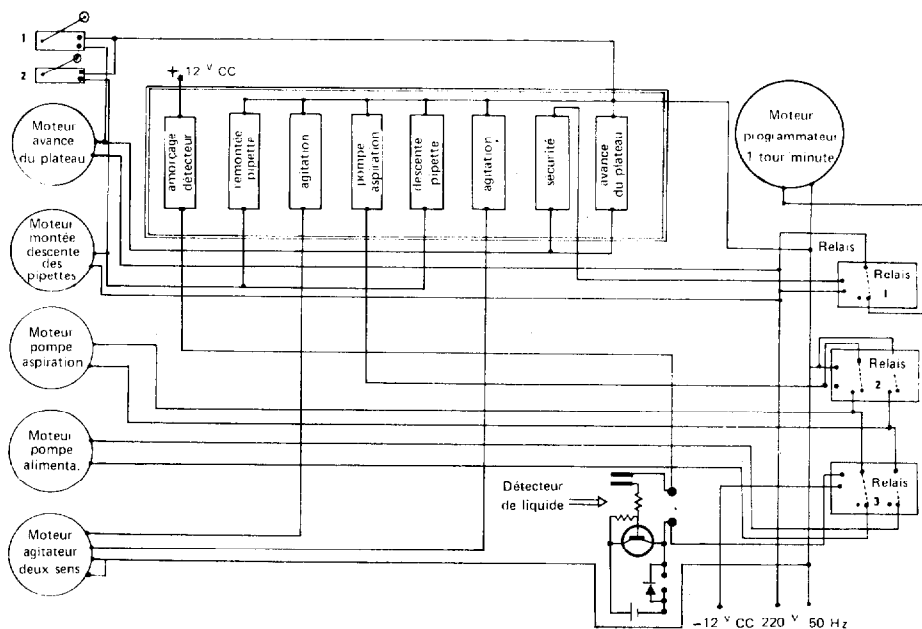 1
2
+ 12 V CC
Moteur
avance
du plateau
Moteur
montée
descente
des
pipettes
Moteur
pompe
aspiration
Moteur
pompe
alimenta.
Moteur
agitateur
deux sens
amorçage
détecteur
remontée
pipette
agitation
pompe
aspiration
descente
pipette
agitation
securité
avance
du plateau
Moteur
programmateur
1 tour minute
Relais
Relais
1
Relais
2
Relais
3
Détecteur
de liquide
−12 V CC 220 V 50 Hz